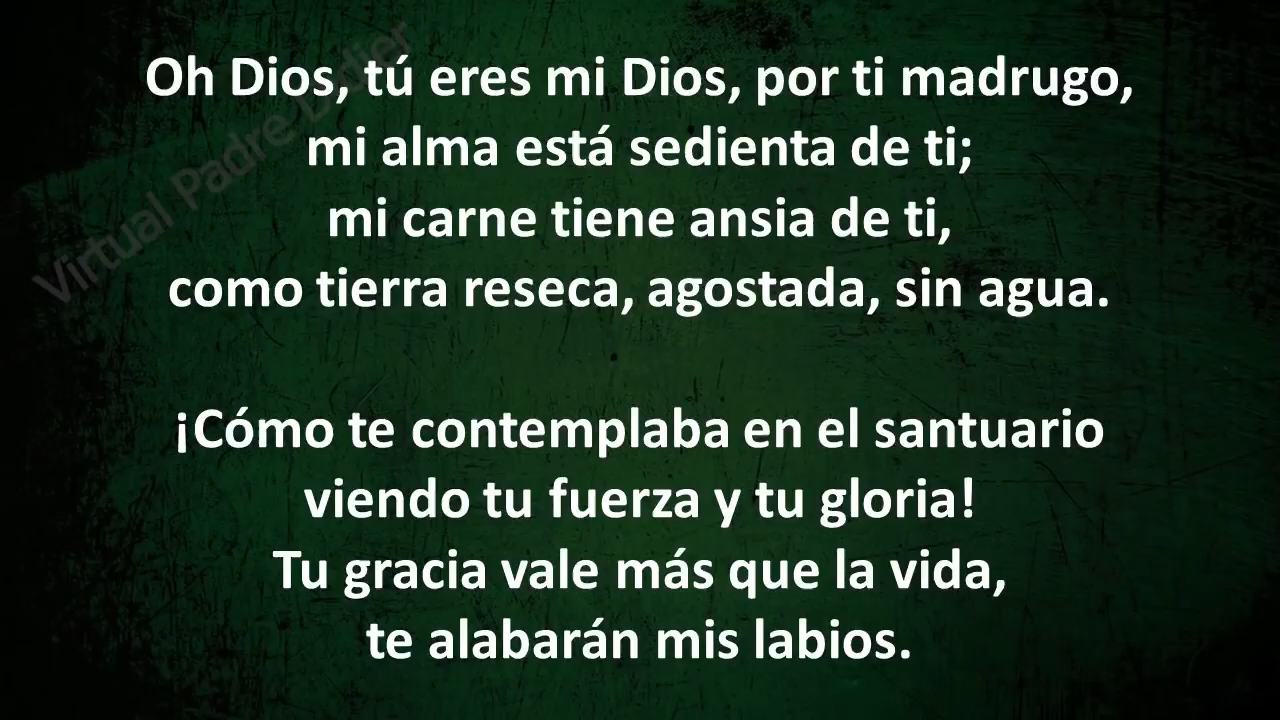 Oh Dios, tú eres mi Dios, por ti madrugo,
mi alma está sedienta de ti;
mi carne tiene ansia de ti,
como tierra reseca, agostada, sin agua.
¡Cómo te contemplaba en el santuario
viendo tu fuerza y tu gloria!
Tu gracia vale más que la vida,
te alabarán mis labios.
Virtual Padre